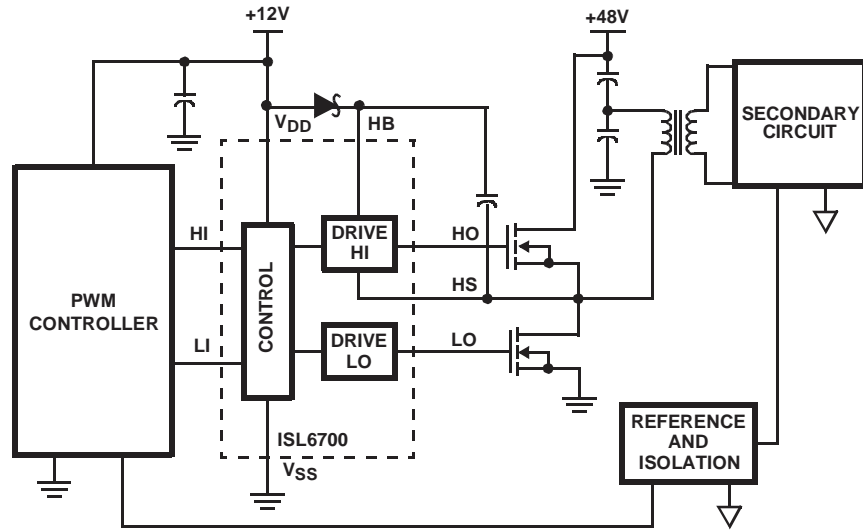 +12V
+48V
SECONDARY
CIRCUIT
VDD
HB
HI
DRIVE
HI
HO
HS
PWM
CONTROLLER
CONTROL
LI
DRIVE
LO
LO
ISL6700
VSS
REFERENCE
AND
ISOLATION